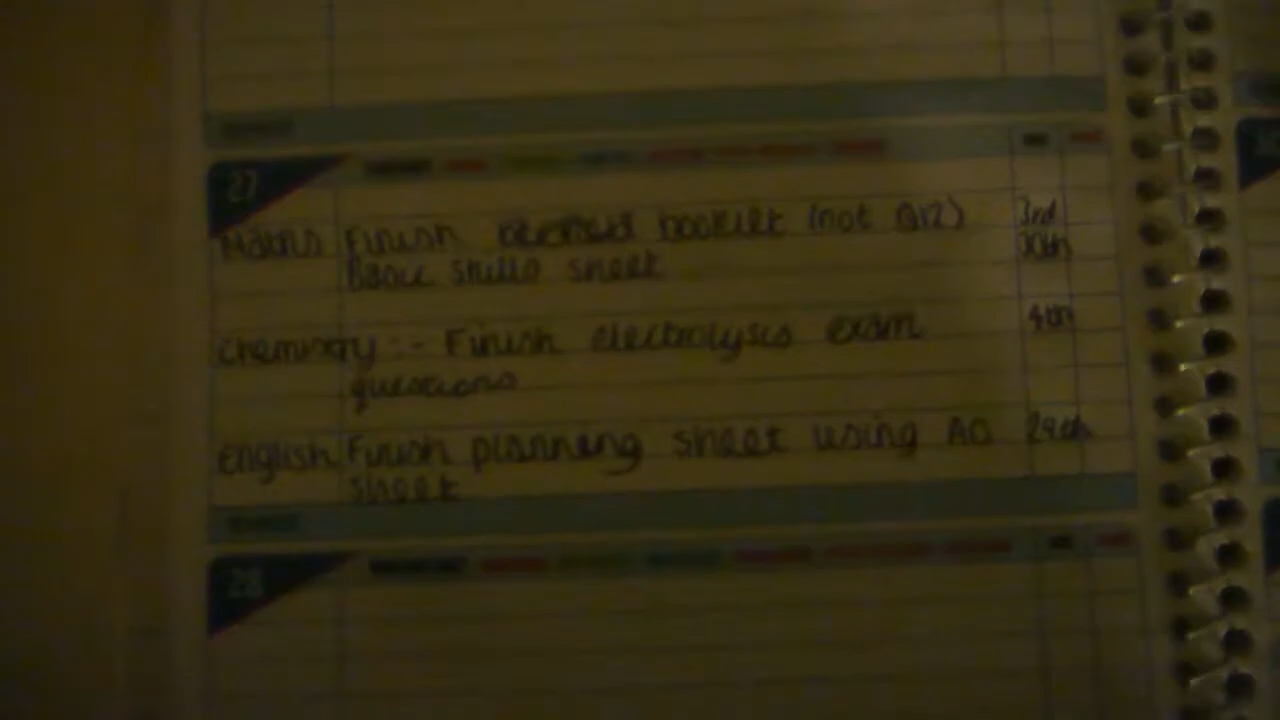 27
Maths Finish booklet (not Q12) 3rd
Basic skills sheet 30th
Chemistry :- Finish electrolysis exam 4th
questions
English Finish planning sheet using AO 29th
sheet
28